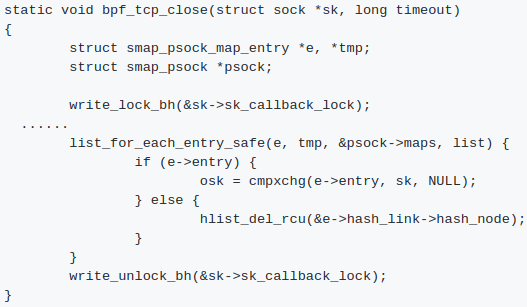 static void bpf_tcp_close(struct sock *sk, long timeout)
{
        struct smap_psock_map_entry *e, *tmp;
        struct smap_psock *psock;

        write_lock_bh(&sk->sk_callback_lock);
  ......
        list_for_each_entry_safe(e, tmp, &psock->maps, list) {
                if (e->entry) {
                        osk = cmpxchg(e->entry, sk, NULL);
                } else {
                        hlist_del_rcu(&e->hash_link->hash_node);
                }
        }
        write_unlock_bh(&sk->sk_callback_lock);
}